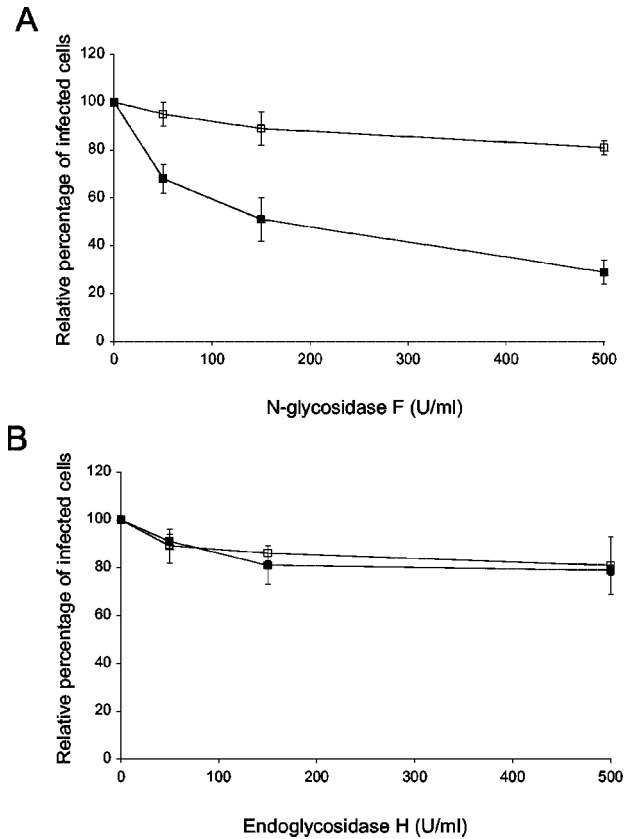 A
Relative percentage of infected cells
120
100
80
60
40
20
0
0 100 200 300 400 500
N-glycosidase F (U/ml)
B
Relative percentage of infected cells
120
100
80
60
40
20
0
0 100 200 300 400 500
Endoglycosidase H (U/ml)